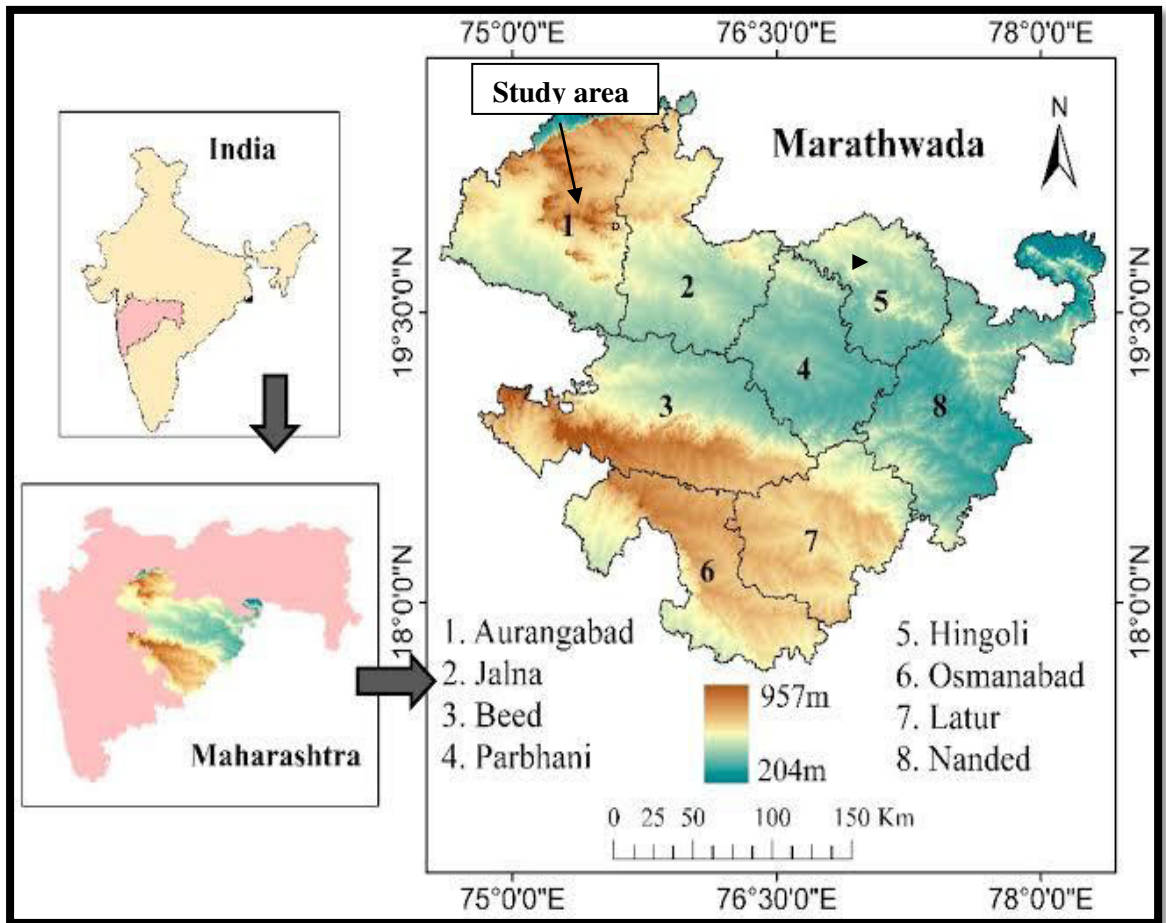 75°0'0"E
76°30'0"E
78°0'0"E
Study area
N
India
Marathwada
1
2
5
4
3
8
7
6
19°30'0"N
19°30'0"N
18°0'0"N
18°0'0"N
Maharashtra
1. Aurangabad
2. Jalna
3. Beed
4. Parbhani
957m
204m
5. Hingoli
6. Osmanabad
7. Latur
8. Nanded
0 25 50 100 150 Km
75°0'0"E
76°30'0"E
78°0'0"E